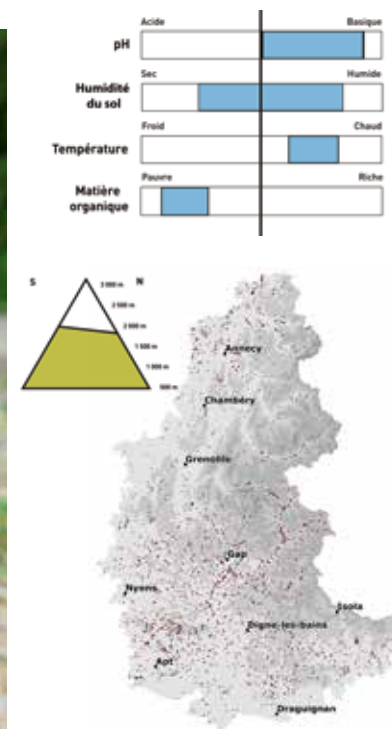 Acide Basique
pH
Sec Humide
Humidité
du sol
Froid Chaud
Température
Pauvre Riche
Matière
organique
S N
3 000 m
2 500 m
2 000 m
1 500 m
1 000 m
500 m
Annecy
Chambéry
Grenoble
Gap
Nyons
Isola
Digne-les-bains
Apt
Draguignan